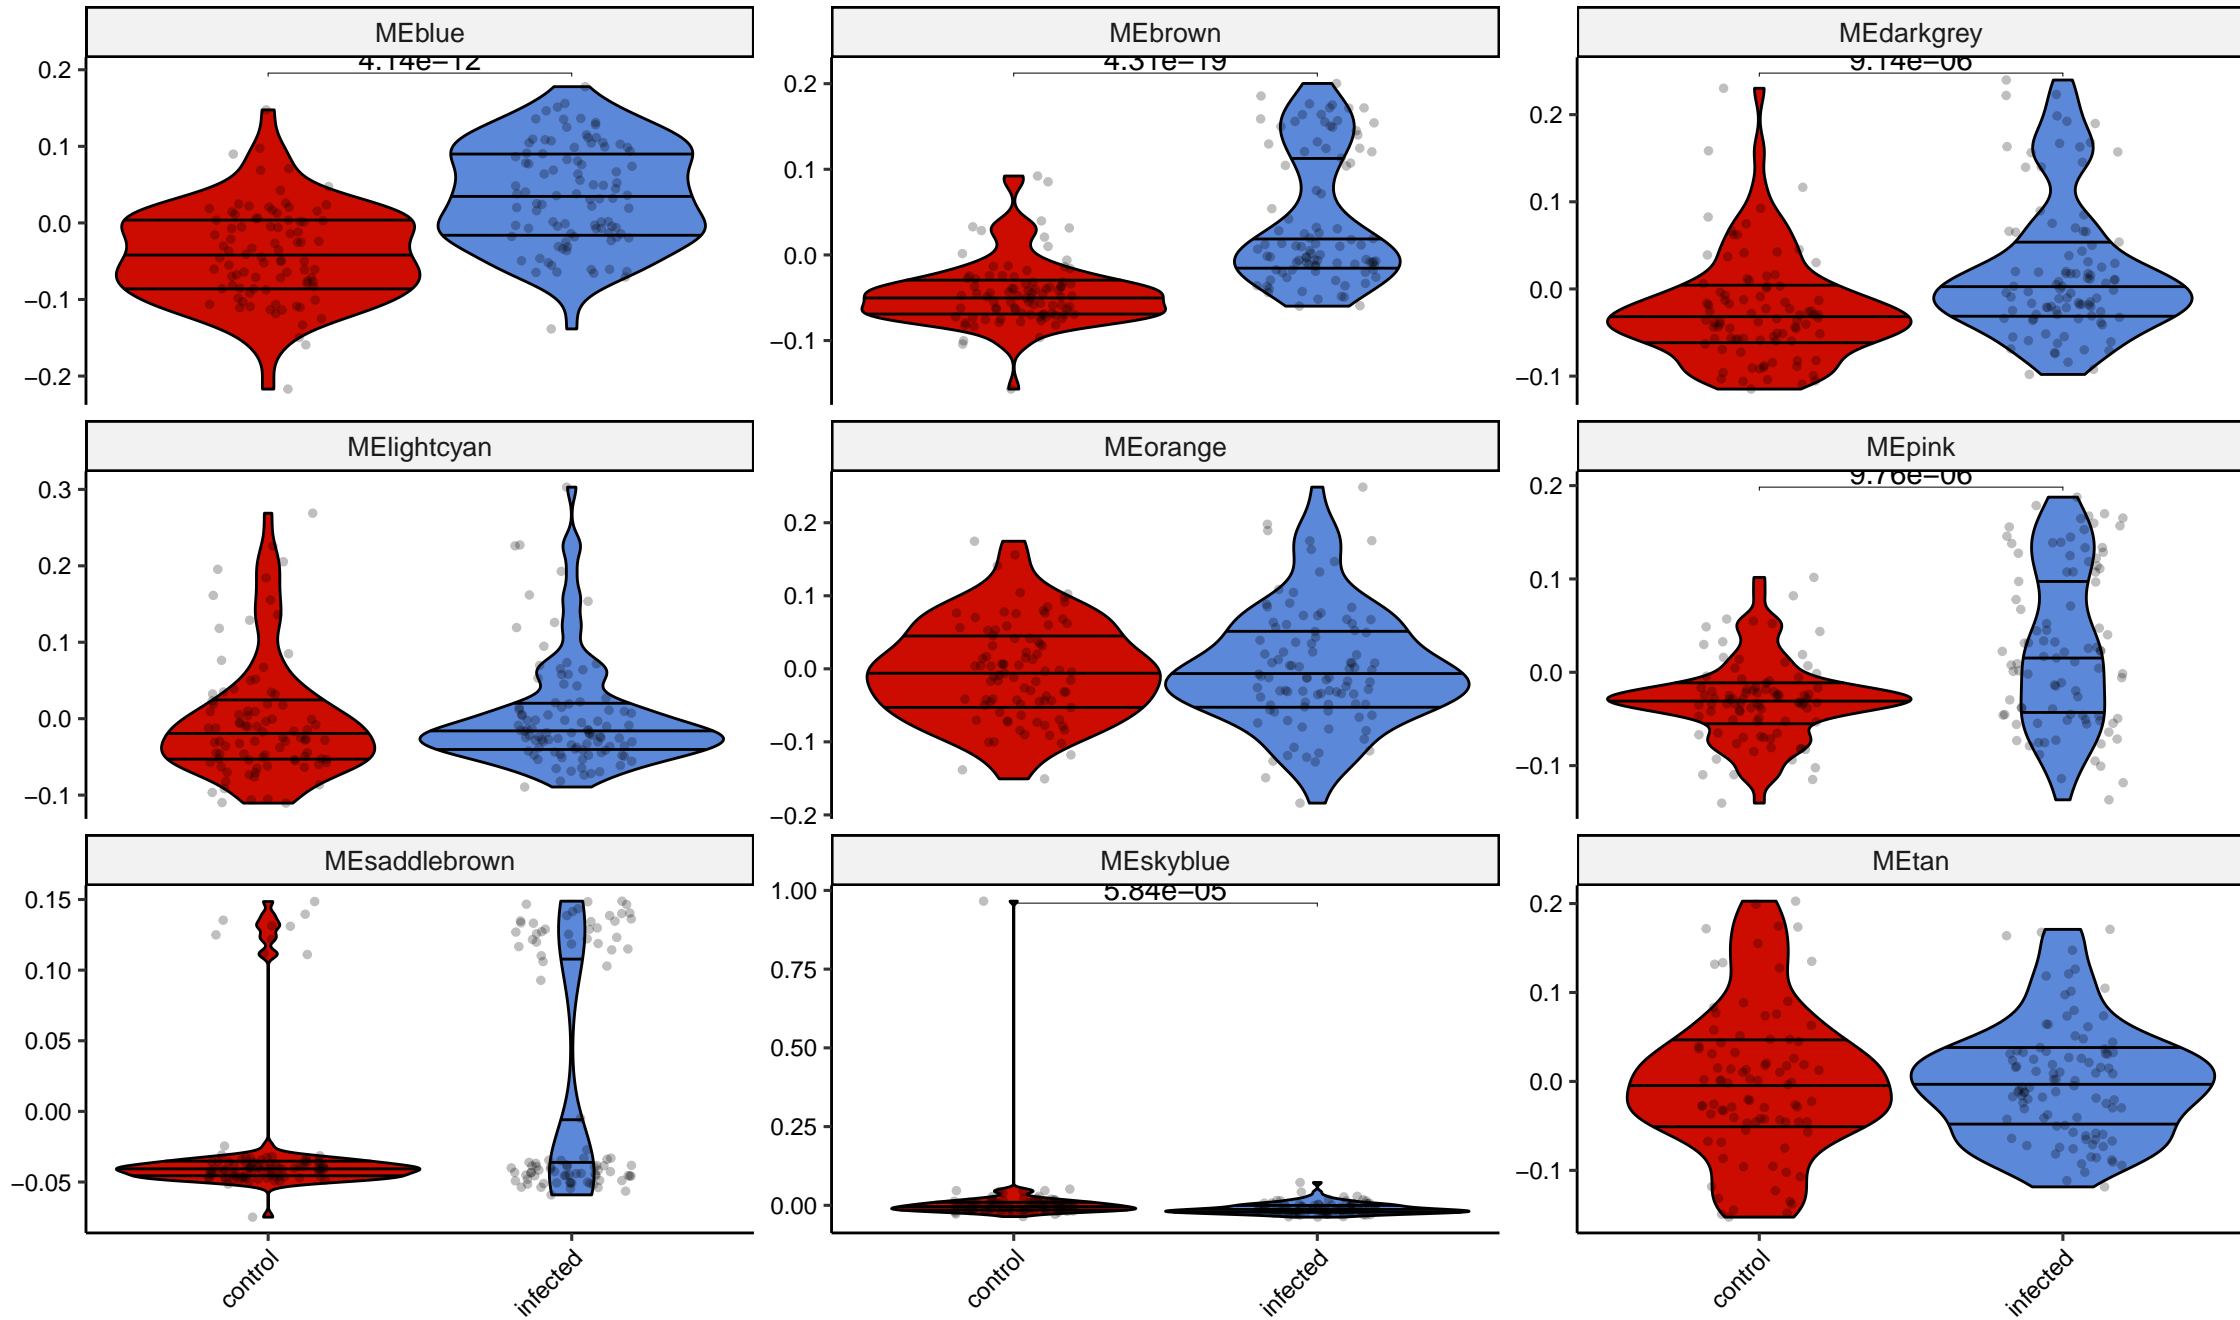 MEblue
MEbrown
MEdarkgrey
4.14e−12
4.31e−19
9.14e−06
0.2
0.1
0.0
−0.1
−0.2
0.2
0.1
0.0
−0.1
0.2
0.1
0.0
−0.1
MElightcyan
MEorange
MEpink
9.76e−06
0.3
0.2
0.1
0.0
−0.1
0.2
0.1
0.0
−0.1
−0.2
0.2
0.1
0.0
−0.1
MEsaddlebrown
MEskyblue
MEtan
5.84e−05
0.15
0.10
0.05
0.00
−0.05
1.00
0.75
0.50
0.25
0.00
0.2
0.1
0.0
−0.1
control
infected
control
infected
control
infected